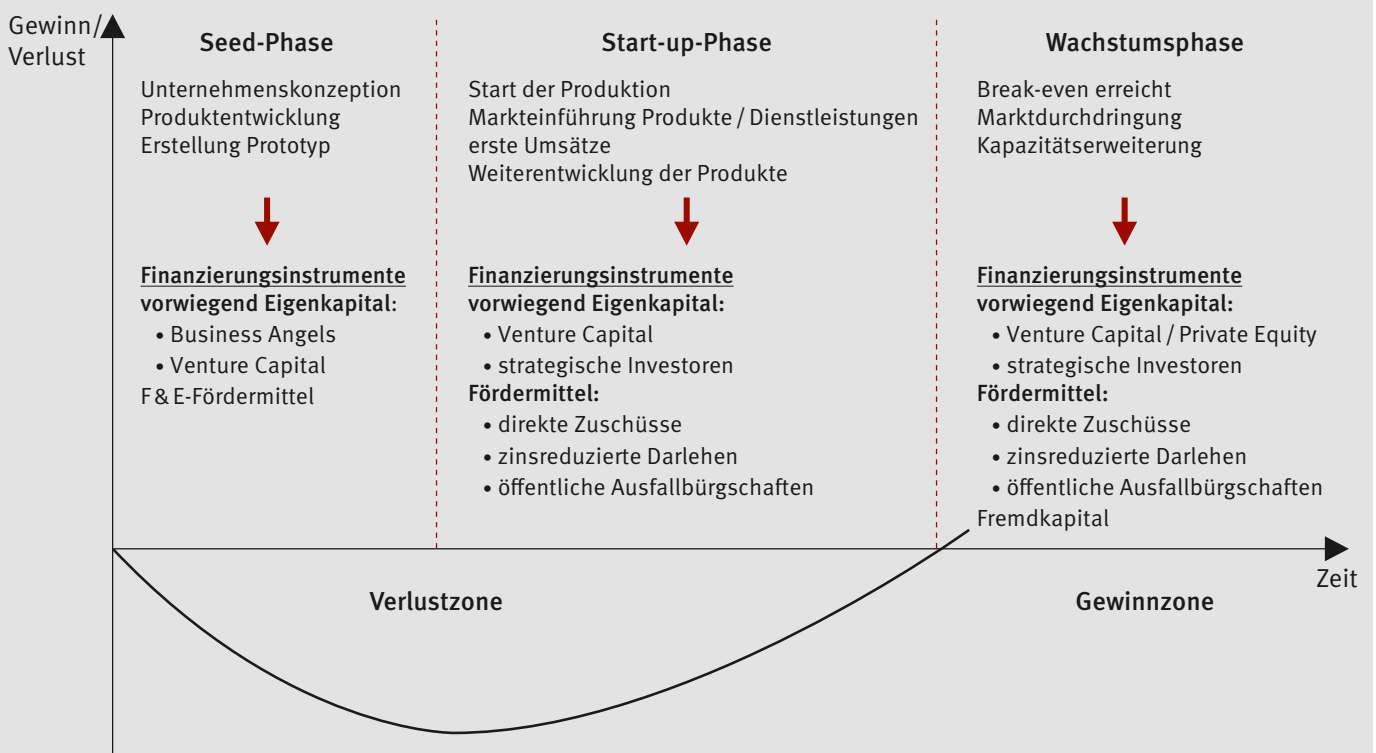 Gewinn/
Verlust
Seed-Phase
Unternehmenskonzeption
Produktentwicklung
Erstellung Prototyp
Finanzierungsinstrumente
vorwiegend Eigenkapital:
• Business Angels
• Venture Capital
F & E-Fördermittel
Start-up-Phase
Start der Produktion
Markteinführung Produkte / Dienstleistungen
erste Umsätze
Weiterentwicklung der Produkte
Finanzierungsinstrumente
vorwiegend Eigenkapital:
• Venture Capital
• strategische Investoren
Fördermittel:
• direkte Zuschüsse
• zinsreduzierte Darlehen
• öffentliche Ausfallbürgschaften
Wachstumsphase
Break-even erreicht
Marktdurchdringung
Kapazitätserweiterung
Finanzierungsinstrumente
vorwiegend Eigenkapital:
• Venture Capital / Private Equity
• strategische Investoren
Fördermittel:
• direkte Zuschüsse
• zinsreduzierte Darlehen
• öffentliche Ausfallbürgschaften
Fremdkapital
Zeit
Verlustzone
Gewinnzone